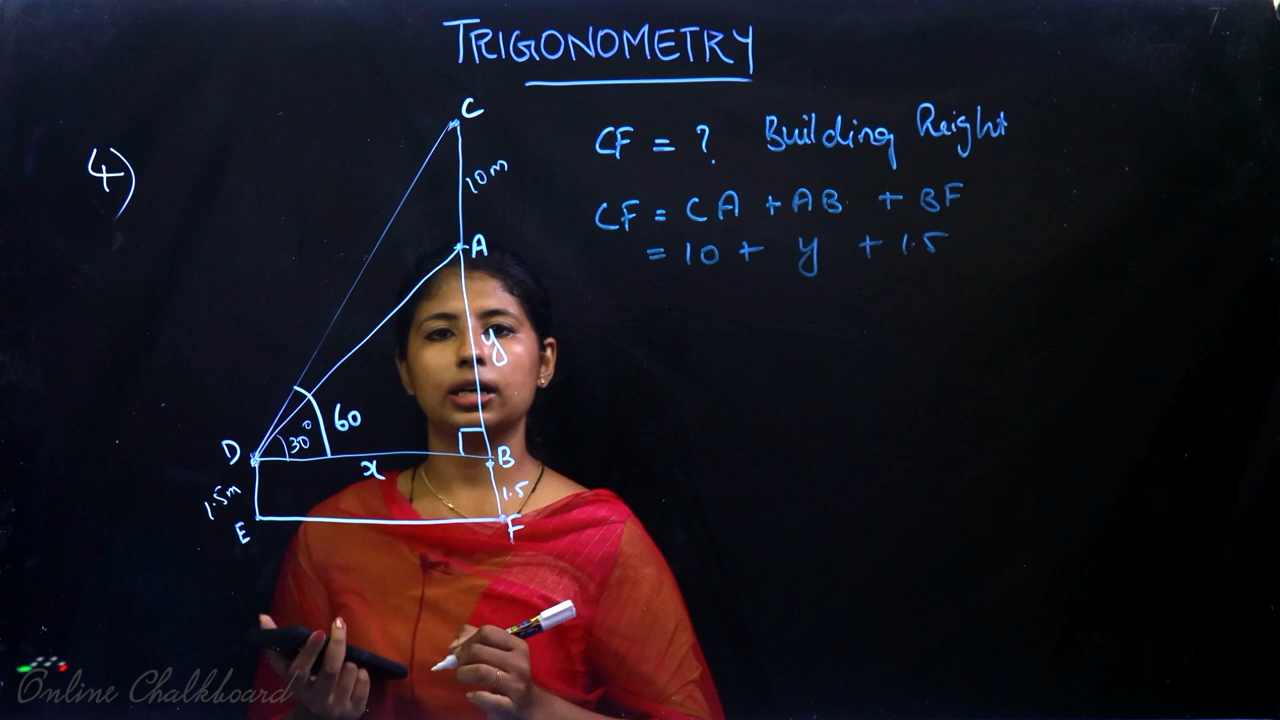 TRIGONOMETRY
4)
C
10m
A
y
60
30°
D
x
B
1.5m
1.5
E
F
CF = ? Building Height
CF = CA + AB + BF
= 10 + y + 1.5
Online Chalkboard